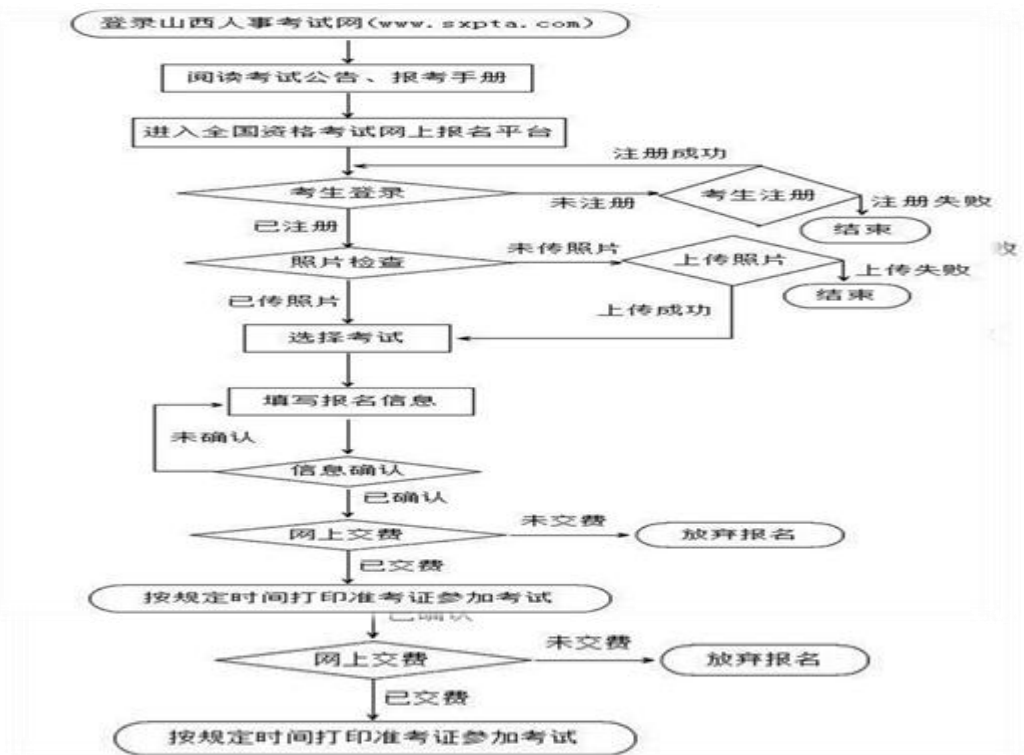 登录山西人事考试网(www.sxpta.com)
阅读考试公告、报考手册
进入全国资格考试网上报名平台
注册成功
考生登录
未注册
考生注册
注册失败
结束
已注册
照片检查
未传照片
上传照片
上传失败
结束
败
已传照片
上传成功
选择考试
填写报名信息
未确认
信息确认
已确认
网上交费
未交费
放弃报名
已交费
按规定时间打印准考证参加考试
已确认
网上交费
未交费
放弃报名
已交费
按规定时间打印准考证参加考试